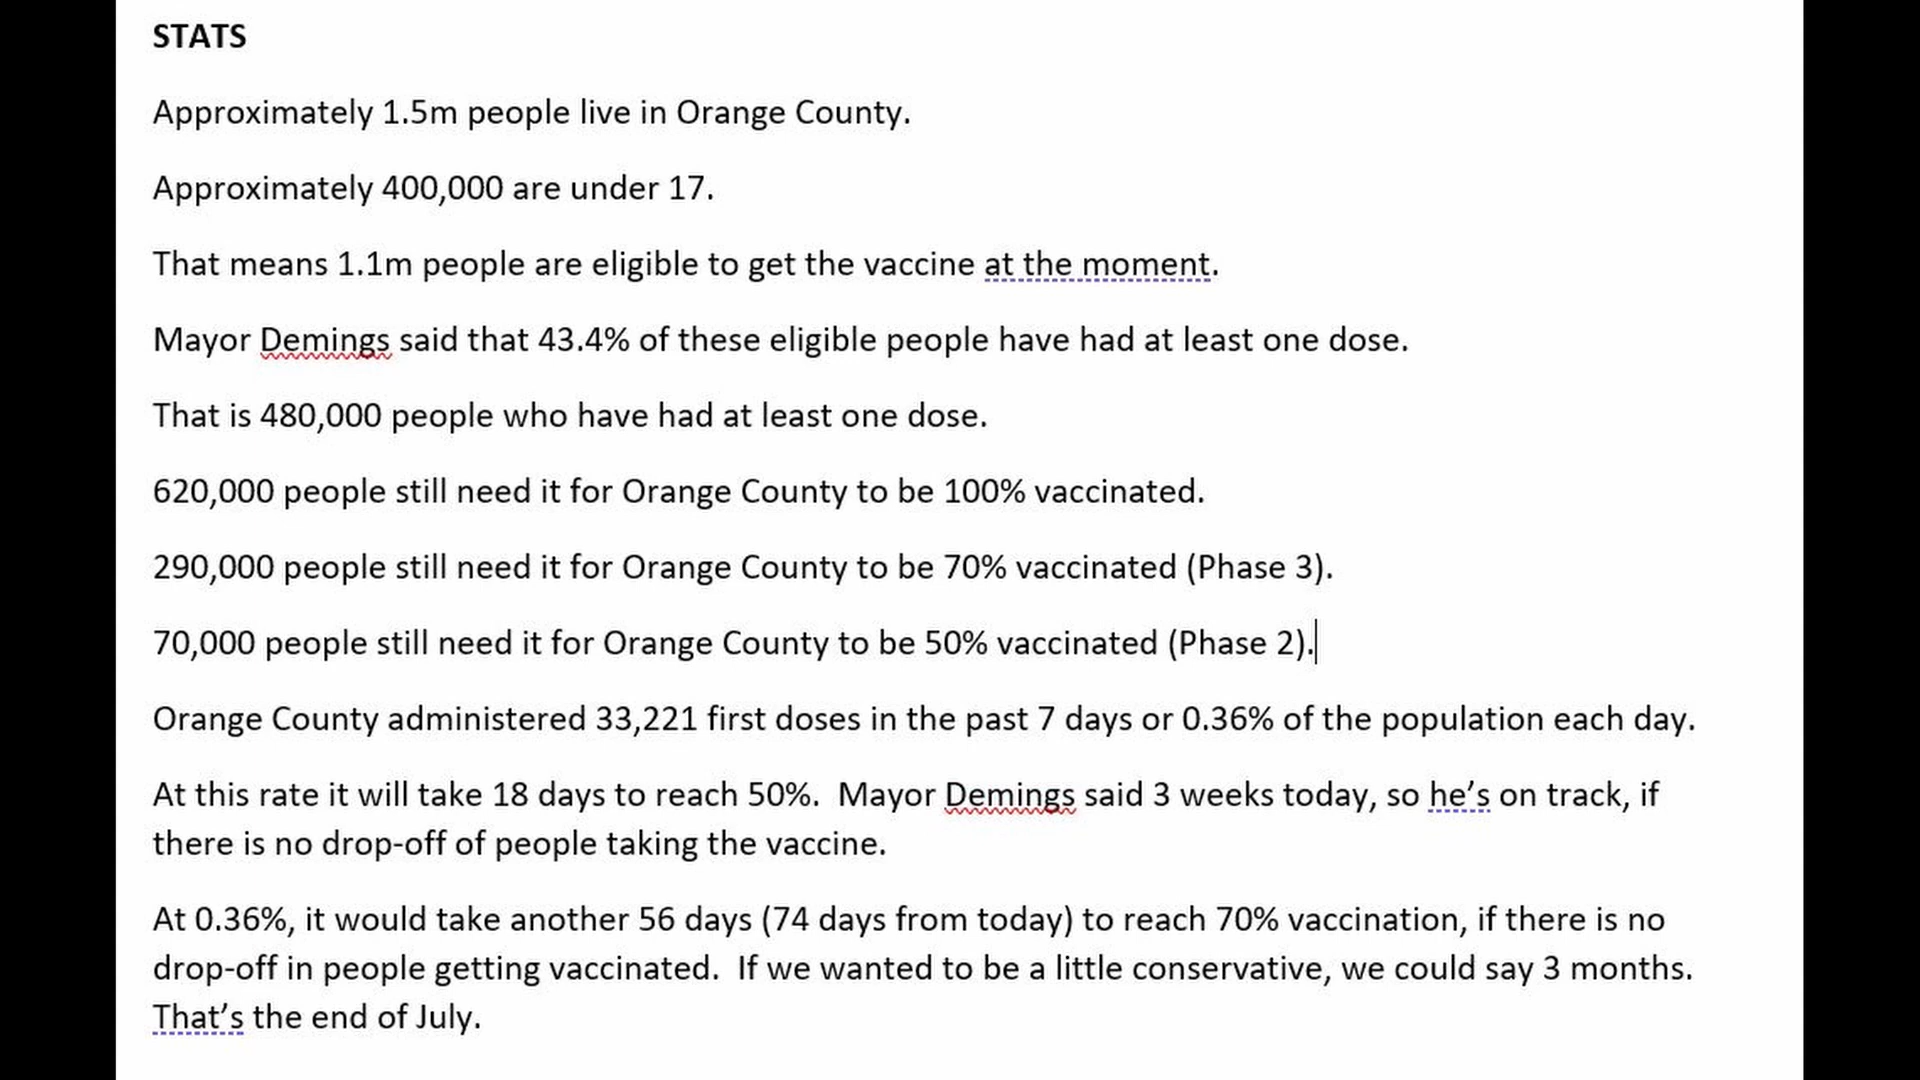 STATS
Approximately 1.5m people live in Orange County.
Approximately 400,000 are under 17.
That means 1.1m people are eligible to get the vaccine at the moment.
Mayor Demings said that 43.4% of these eligible people have had at least one dose.
That is 480,000 people who have had at least one dose.
620,000 people still need it for Orange County to be 100% vaccinated.
290,000 people still need it for Orange County to be 70% vaccinated (Phase 3).
70,000 people still need it for Orange County to be 50% vaccinated (Phase 2).
Orange County administered 33,221 first doses in the past 7 days or 0.36% of the population each day.
At this rate it will take 18 days to reach 50%.  Mayor Demings said 3 weeks today, so he’s on track, if
there is no drop-off of people taking the vaccine.
At 0.36%, it would take another 56 days (74 days from today) to reach 70% vaccination, if there is no
drop-off in people getting vaccinated.  If we wanted to be a little conservative, we could say 3 months.
That’s the end of July.